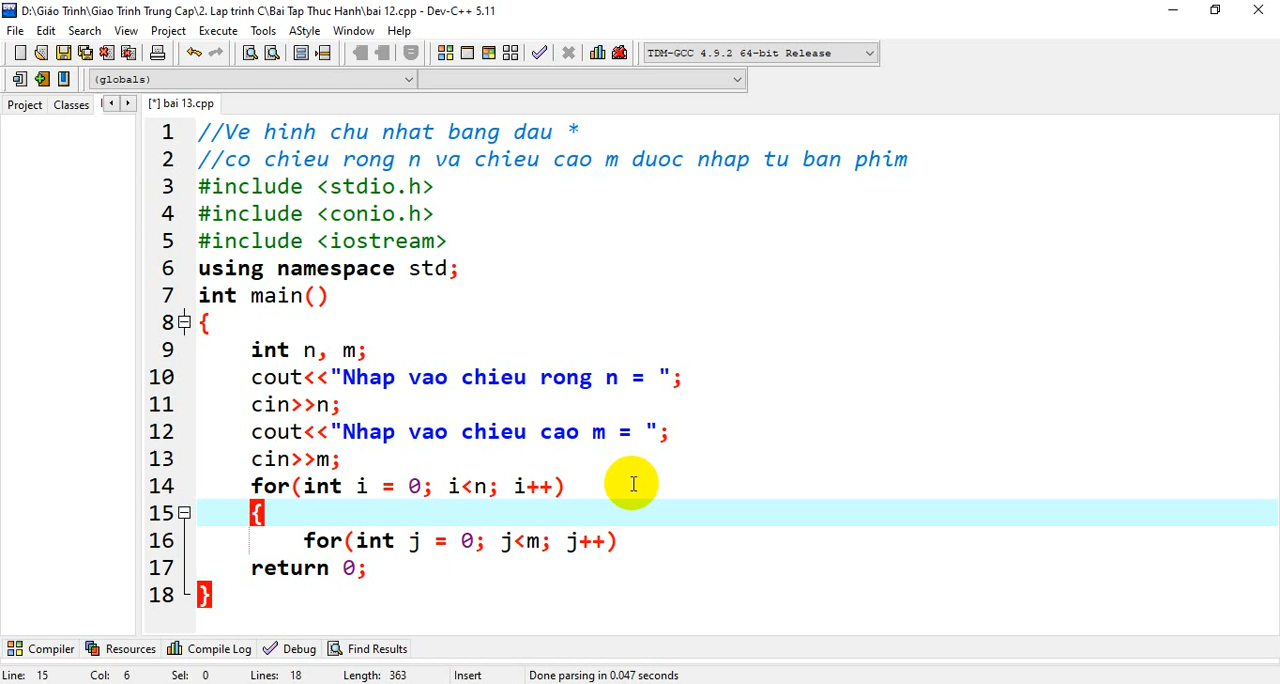 D:\Giáo Trình\Giao Trinh Trung Cap\2. Lap trinh C\Bai Tap Thuc Hanh\bai 12.cpp - Dev-C++ 5.11
File Edit Search View Project Execute Tools AStyle Window Help
TDM-GCC 4.9.2 64-bit Release
(globals)
Project Classes [*] bai 13.cpp
1 //Ve hinh chu nhat bang dau *
2 //co chieu rong n va chieu cao m duoc nhap tu ban phim
3 #include <stdio.h>
4 #include <conio.h>
5 #include <iostream>
6 using namespace std;
7 int main()
8 {
9 int n, m;
10 cout<<"Nhap vao chieu rong n = ";
11 cin>>n;
12 cout<<"Nhap vao chieu cao m = ";
13 cin>>m;
14 for(int i = 0; i<n; i++)
15 {
16 for(int j = 0; j<m; j++)
17 return 0;
18 }
Compiler Resources Compile Log Debug Find Results
Line: 15 Col: 6 Sel: 0 Lines: 18 Length: 363 Insert Done parsing in 0.047 seconds